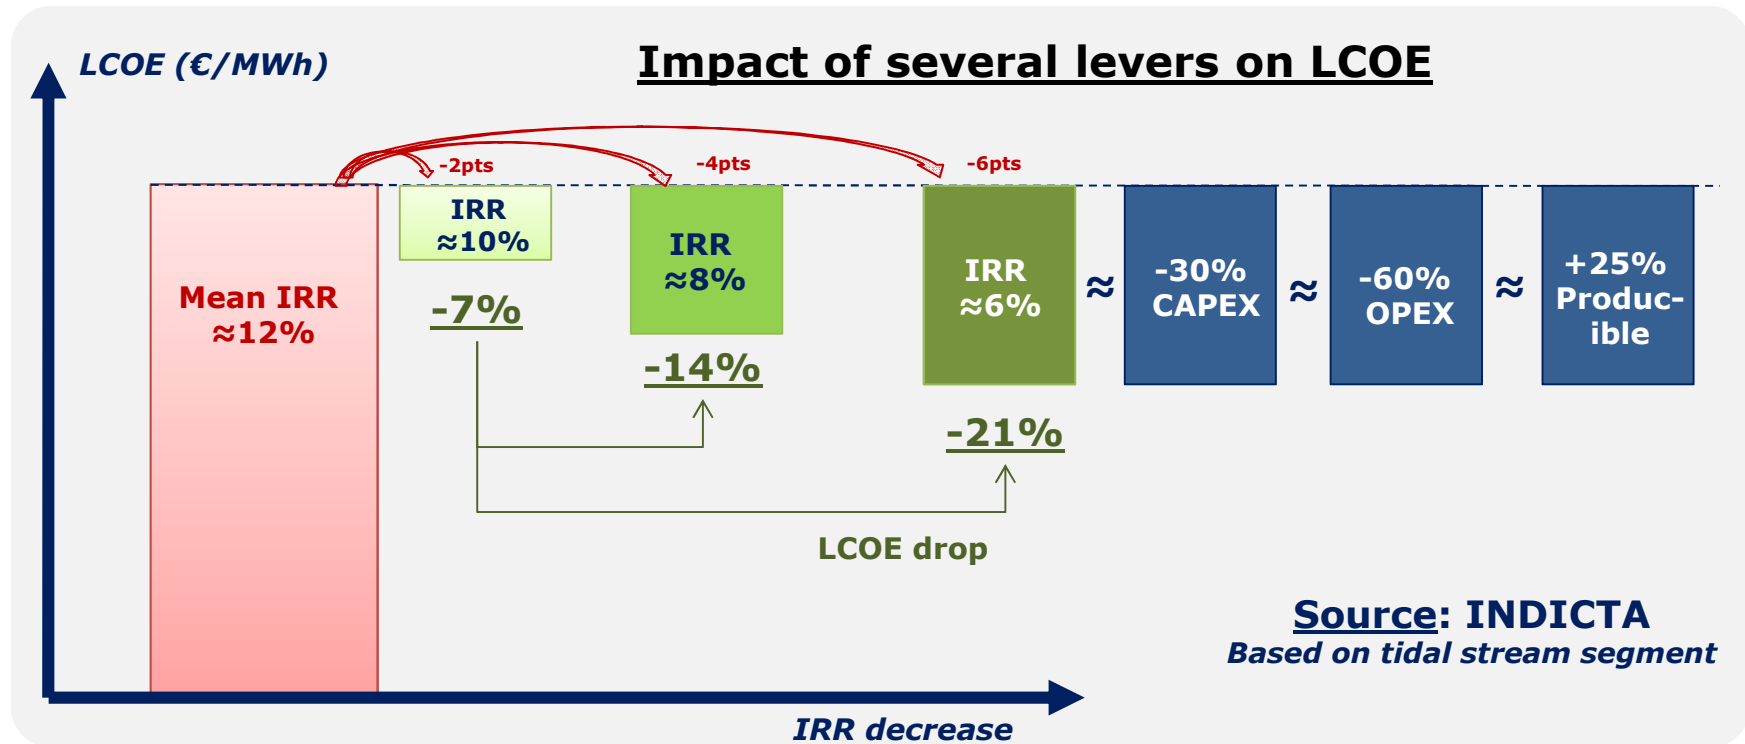 LCOE (€/MWh)
Impact of several levers on LCOE
-2pts
-4pts
-6pts
Mean IRR
≈12%
IRR
≈10%
-7%
IRR
≈8%
-14%
IRR
≈6%
-21%
≈
-30%
CAPEX
≈
-60%
OPEX
≈
+25%
Produc-
ible
LCOE drop
Source: INDICTA
Based on tidal stream segment
IRR decrease